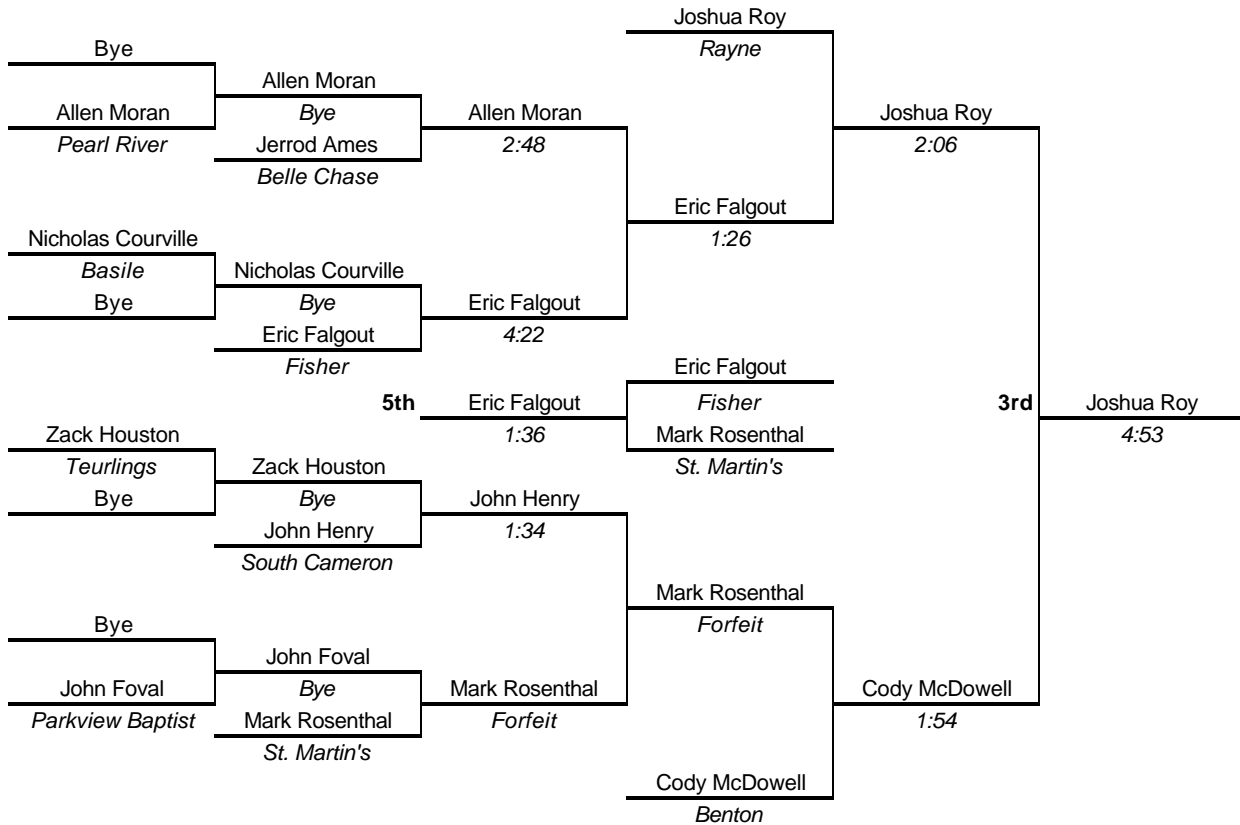 Joshua Roy
Bye
Rayne
Allen Moran
Allen Moran
Bye
Allen Moran
Joshua Roy
Pearl River
Jerrod Ames
2:48
2:06
Belle Chase
Eric Falgout
Nicholas Courville
1:26
Basile
Nicholas Courville
Bye
Bye
Eric Falgout
Eric Falgout
4:22
Fisher
Eric Falgout
5th
Eric Falgout
Fisher
3rd
Joshua Roy
Zack Houston
1:36
Mark Rosenthal
4:53
Teurlings
Zack Houston
St. Martin's
Bye
Bye
John Henry
John Henry
1:34
South Cameron
Mark Rosenthal
Bye
Forfeit
John Foval
John Foval
Bye
Mark Rosenthal
Cody McDowell
Parkview Baptist
Mark Rosenthal
Forfeit
1:54
St. Martin's
Cody McDowell
Benton